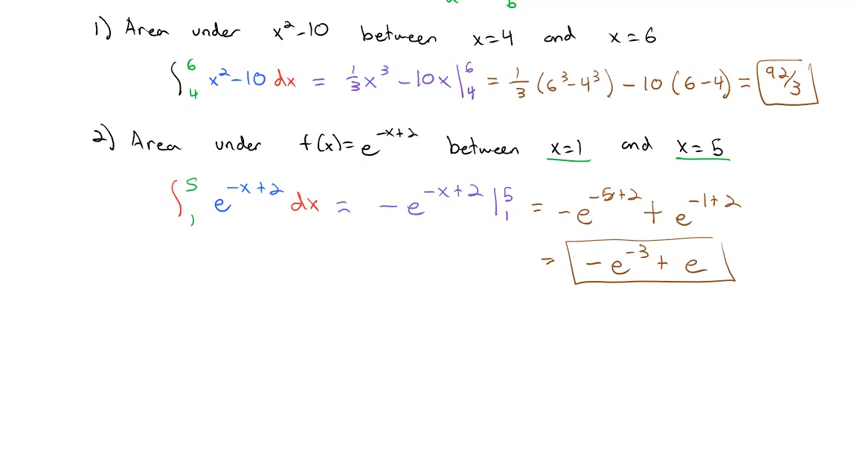 b
1) Area under x²-10 between x=4 and x=6
∫₄⁶ x²-10 dx = 1/3 x³ - 10x |₄⁶ = 1/3 (6³-4³) - 10 (6-4) = 92/3
2) Area under f(x)=e^(-x+2) between x=1 and x=5
∫₁⁵ e^(-x+2) dx = -e^(-x+2) |₁⁵ = -e^(-5+2) + e^(-1+2)
= -e^(-3) + e